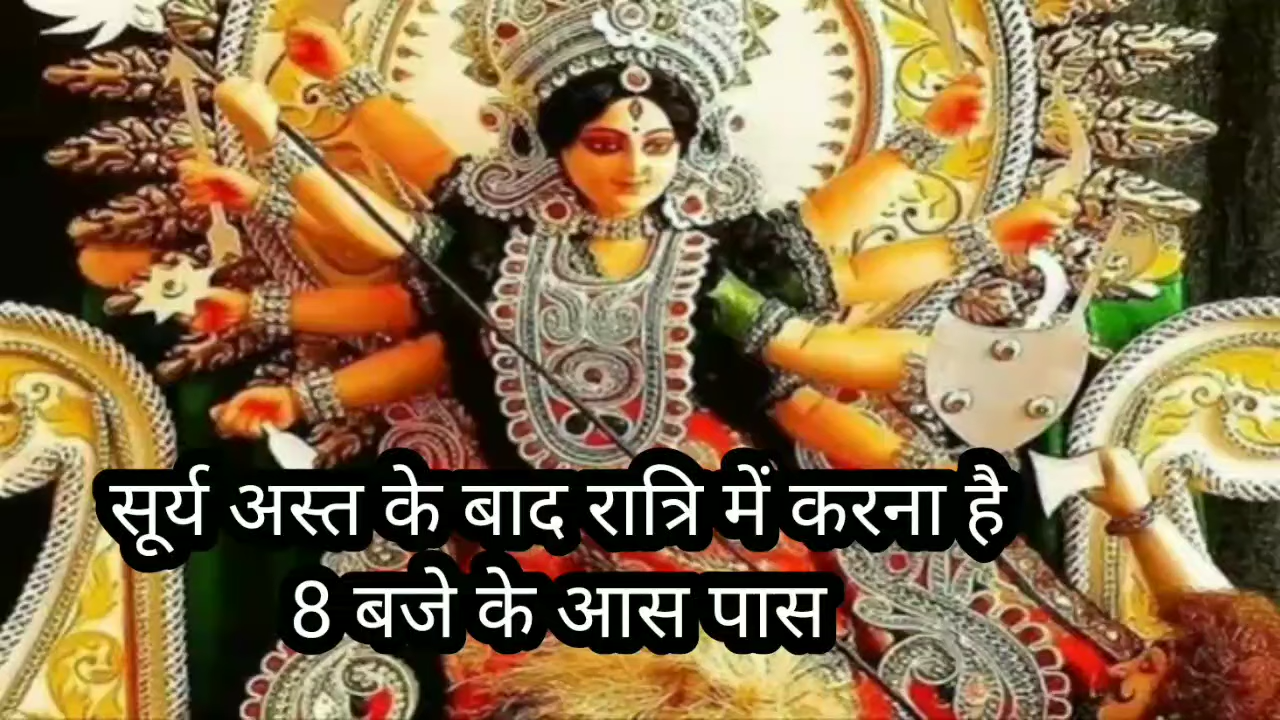 सूर्य अस्त के बाद रात्रि में करना है
8 बजे के आस पास